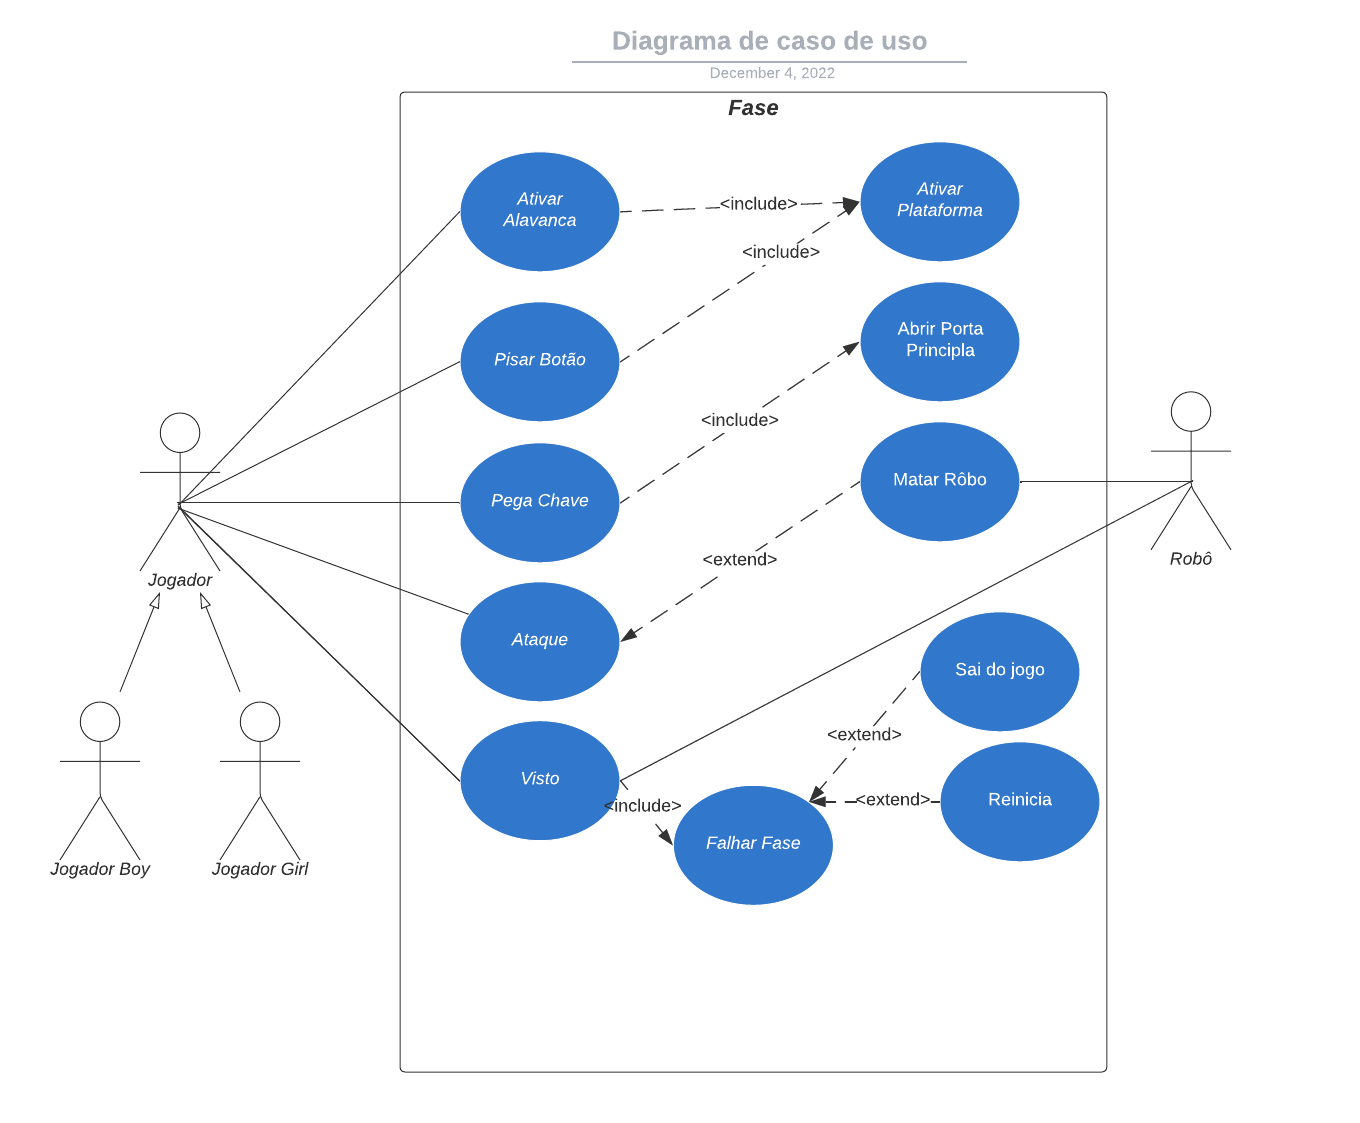 Diagrama de caso de uso
December 4, 2022
Fase
Ativar
Alavanca
<include>
Ativar
Plataforma
<include>
Pisar Botão
Abrir Porta
Principla
<include>
Pega Chave
Matar Rôbo
<extend>
Ataque
Jogador
Robô
Sai do jogo
<extend>
Visto
<include>
<extend>
Reinicia
Falhar Fase
Jogador Boy
Jogador Girl